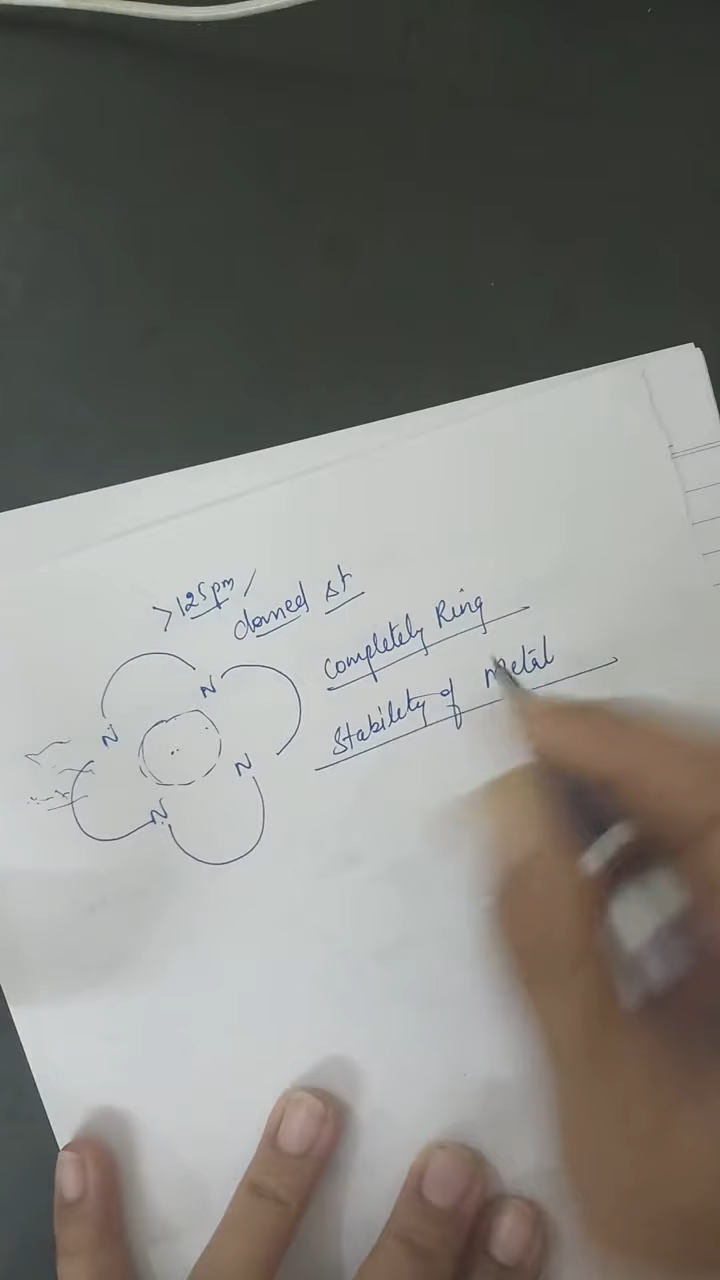 >125pm/
domed st
Completely Ring
Stability of Metal
N
N
N
N